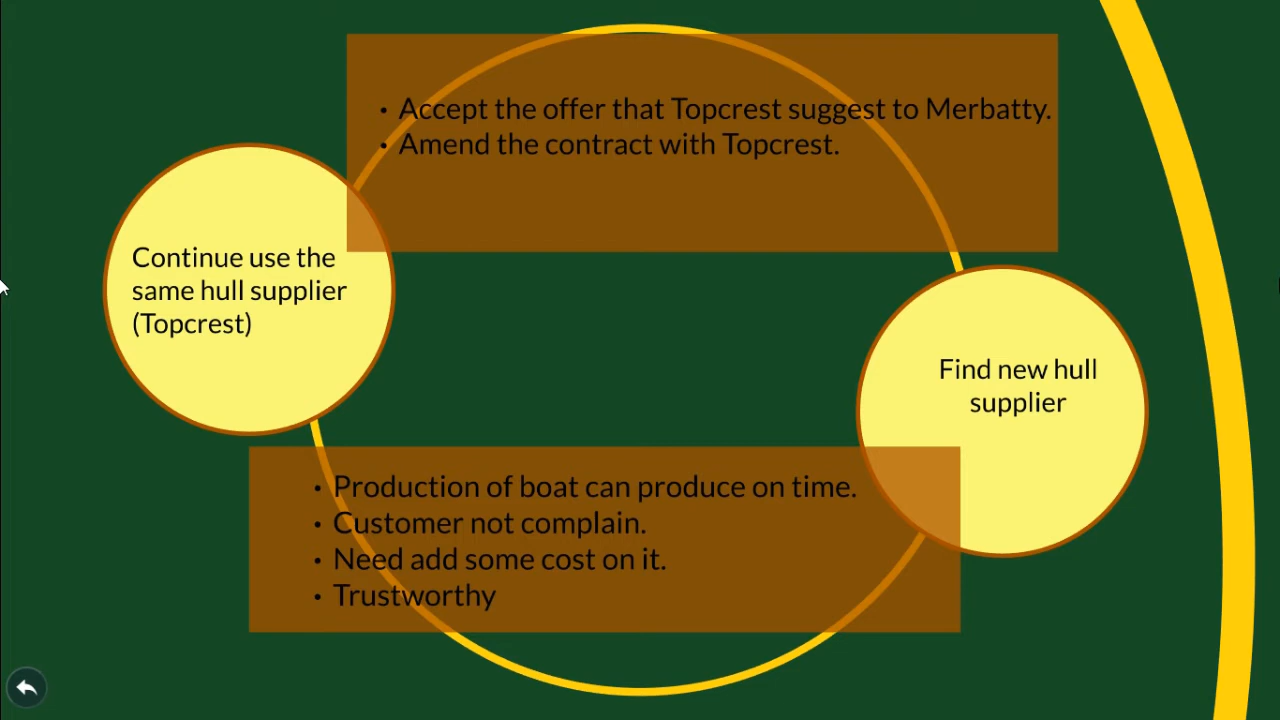 • Accept the offer that Topcrest suggest to Merbatty.
• Amend the contract with Topcrest.
Continue use the
same hull supplier
(Topcrest)
Find new hull
supplier
• Production of boat can produce on time.
• Customer not complain.
• Need add some cost on it.
• Trustworthy